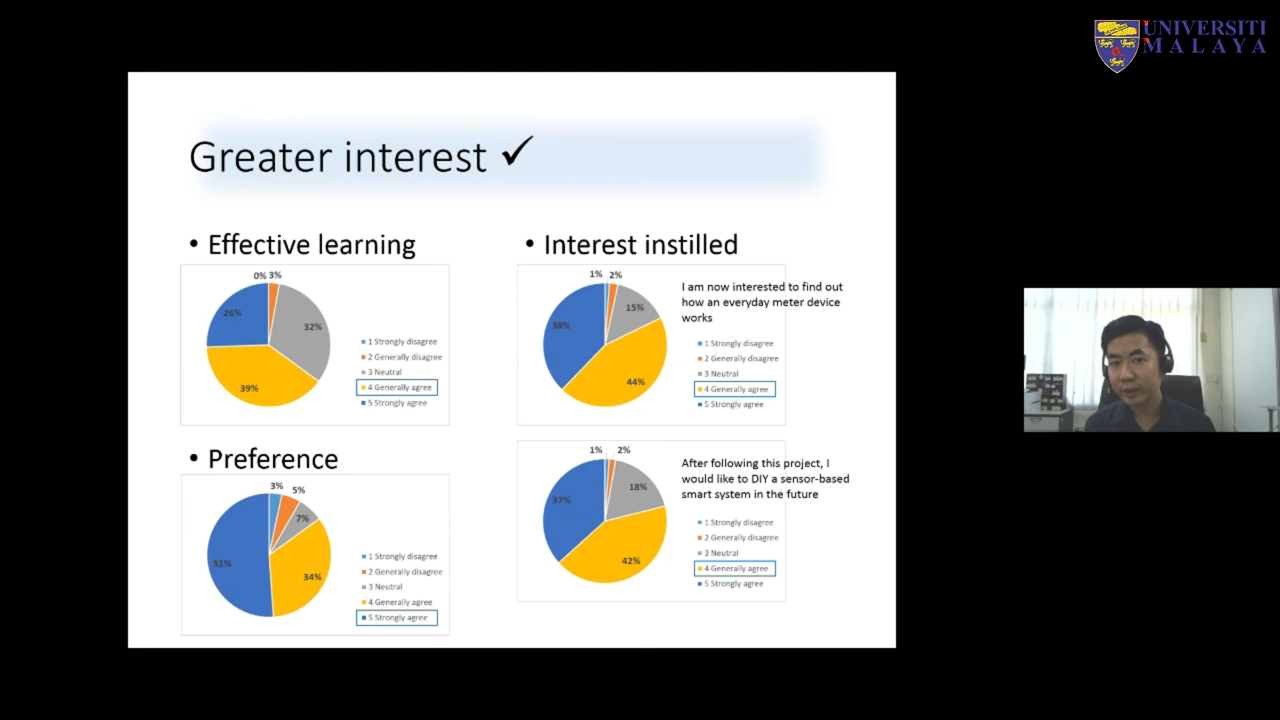 UNIVERSITI
MALAYA
Greater interest ✓
• Effective learning
0% 3%
26%
32%
39%
1 Strongly disagree
2 Generally disagree
3 Neutral
4 Generally agree
5 Strongly agree
• Preference
3%
5%
7%
51%
34%
1 Strongly disagree
2 Generally disagree
3 Neutral
4 Generally agree
5 Strongly agree
• Interest instilled
1% 2%
15%
38%
44%
I am now interested to find out
how an everyday meter device
works
1 Strongly disagree
2 Generally disagree
3 Neutral
4 Generally agree
5 Strongly agree
1% 2%
18%
37%
42%
After following this project, I
would like to DIY a sensor-based
smart system in the future
1 Strongly disagree
2 Generally disagree
3 Neutral
4 Generally agree
5 Strongly agree